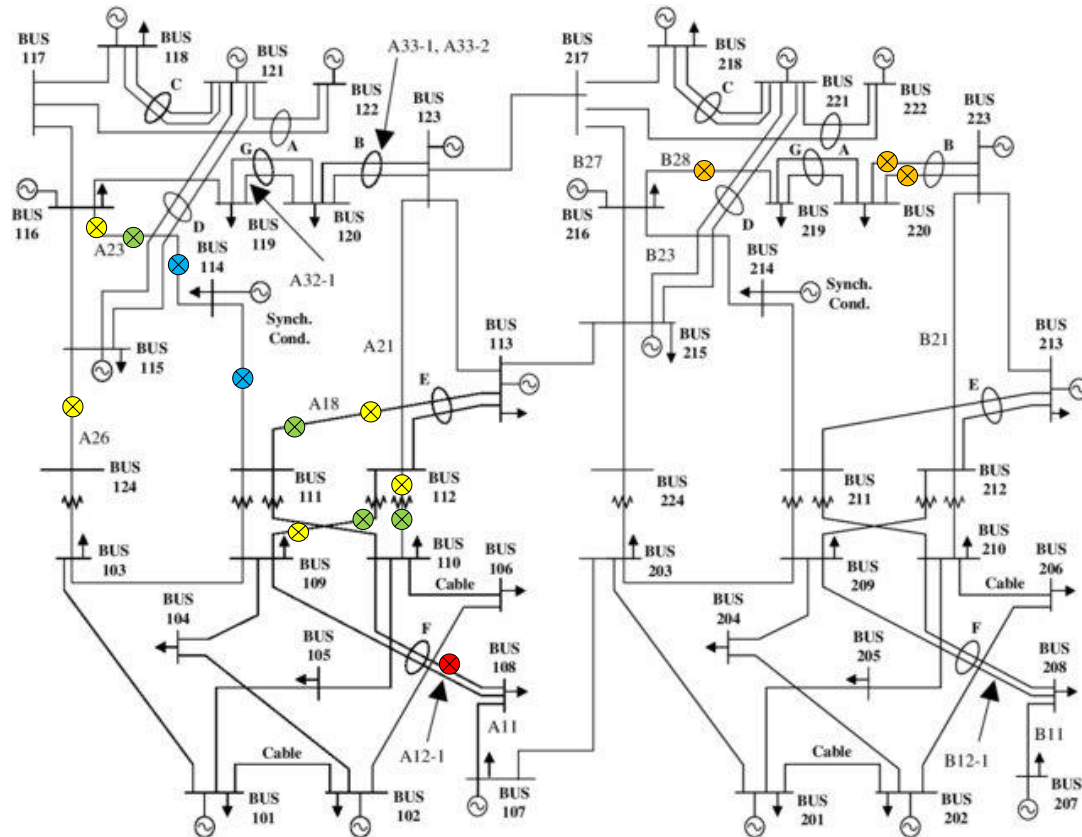 BUS
117
BUS
118
C
BUS
121
A33-1, A33-2
BUS
122
BUS
123
A
G
B
BUS
116
A23
D
BUS
119
BUS
120
BUS
114
A32-1
Synch.
Cond.
BUS
115
A21
BUS
113
E
A18
A26
BUS
124
BUS
111
BUS
112
BUS
103
BUS
109
BUS
110
BUS
106
Cable
BUS
104
BUS
105
F
BUS
108
A11
A12-1
Cable
BUS
101
BUS
102
BUS
107
BUS
217
BUS
218
C
BUS
221
BUS
222
BUS
223
B27
B28
A
G
B
BUS
216
D
BUS
219
BUS
220
B23
BUS
214
Synch.
Cond.
BUS
215
B21
BUS
213
E
BUS
224
BUS
211
BUS
212
BUS
203
BUS
209
BUS
210
BUS
206
Cable
BUS
204
BUS
205
F
BUS
208
B11
B12-1
Cable
BUS
201
BUS
202
BUS
207